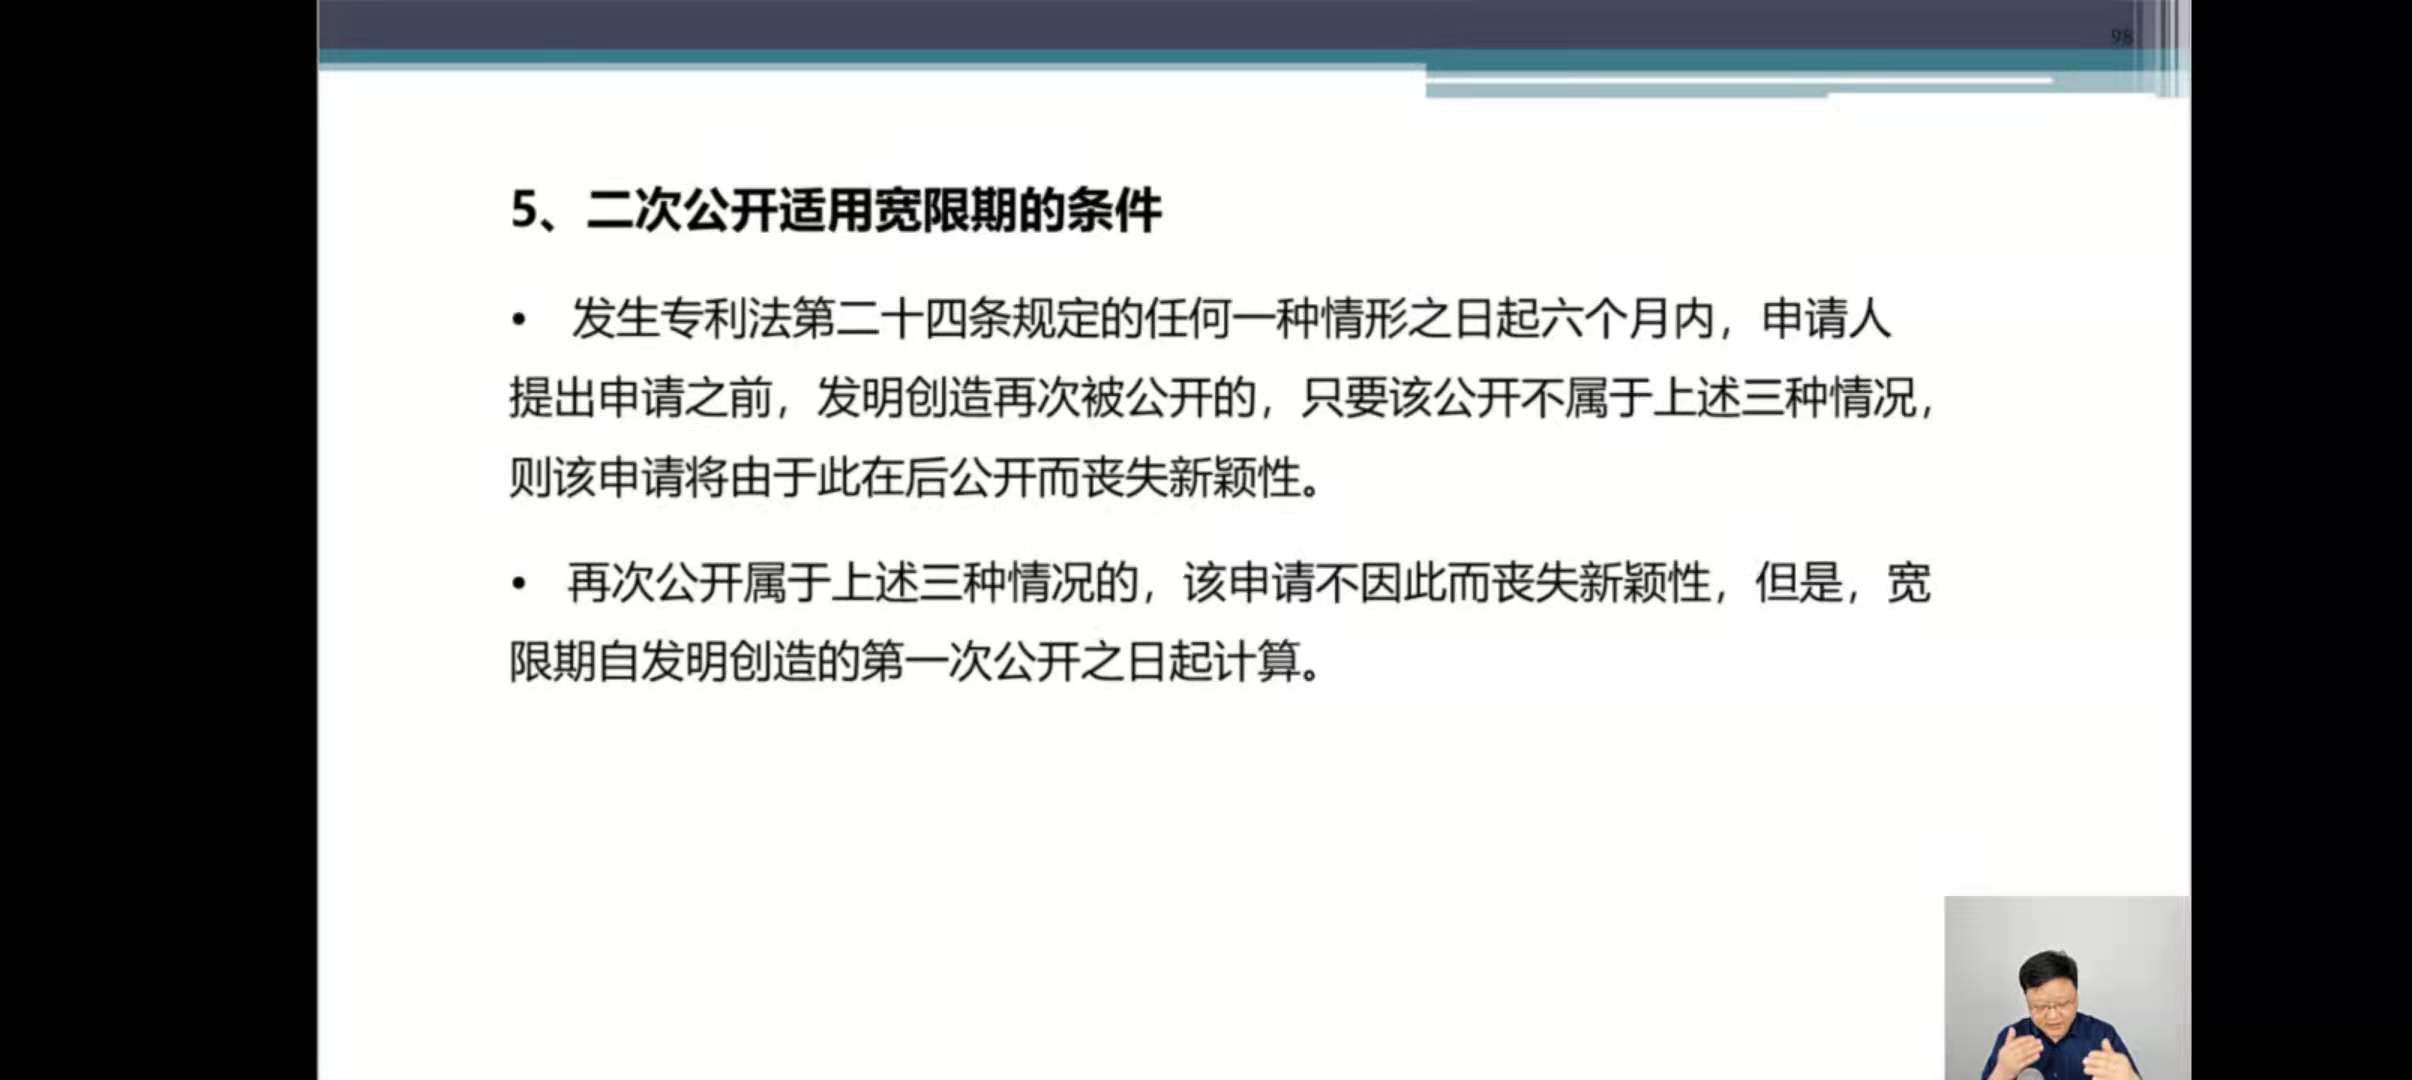 98
5、二次公开适用宽限期的条件
• 发生专利法第二十四条规定的任何一种情形之日起六个月内，申请人
提出申请之前，发明创造再次被公开的，只要该公开不属于上述三种情况，
则该申请将由于此在后公开而丧失新颖性。
• 再次公开属于上述三种情况的，该申请不因此而丧失新颖性，但是，宽
限期自发明创造的第一次公开之日起计算。